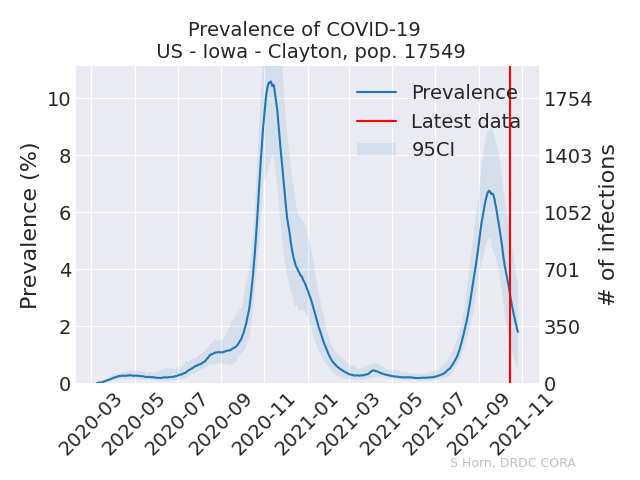 Prevalence of COVID-19
US - Iowa - Clayton, pop. 17549
Prevalence
Latest data
95CI
Prevalence (%)
10
8
6
4
2
0
1754
1403
1052
701
350
0
# of infections
2020-03
2020-05
2020-07
2020-09
2020-11
2021-01
2021-03
2021-05
2021-07
2021-09
2021-11
S Horn, DRDC CORA